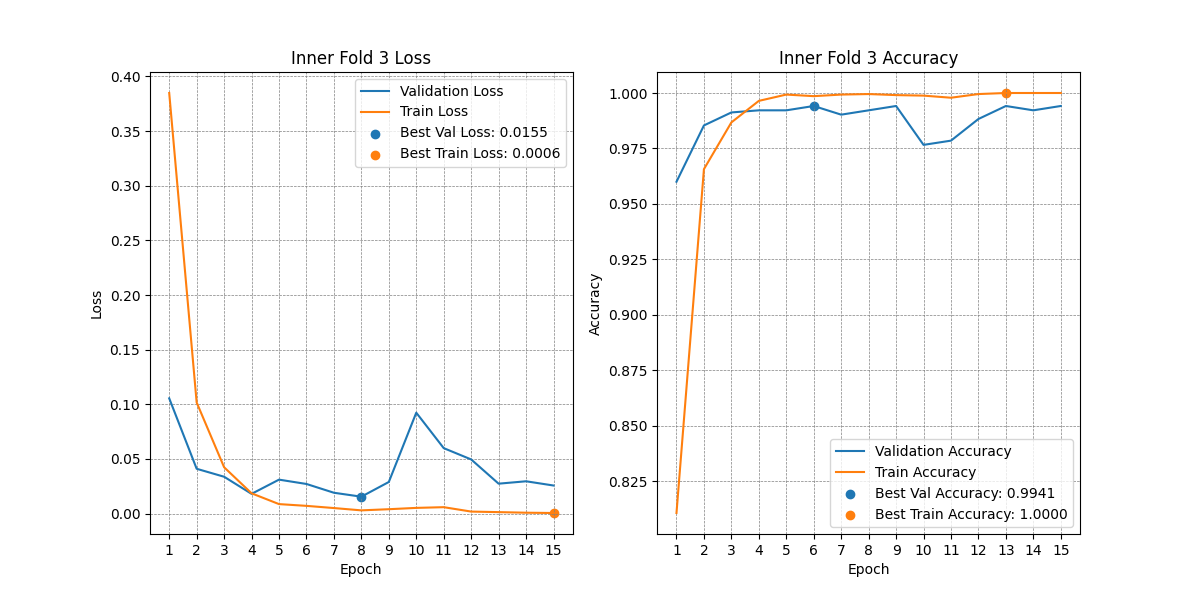 Inner Fold 3 Loss
0.40
0.35
0.30
0.25
0.20
0.15
0.10
0.05
0.00
Loss
Validation Loss
Train Loss
Best Val Loss: 0.0155
Best Train Loss: 0.0006
1 2 3 4 5 6 7 8 9 10 11 12 13 14 15
Epoch
Inner Fold 3 Accuracy
1.000
0.975
0.950
0.925
0.900
0.875
0.850
0.825
Accuracy
Validation Accuracy
Train Accuracy
Best Val Accuracy: 0.9941
Best Train Accuracy: 1.0000
1 2 3 4 5 6 7 8 9 10 11 12 13 14 15
Epoch